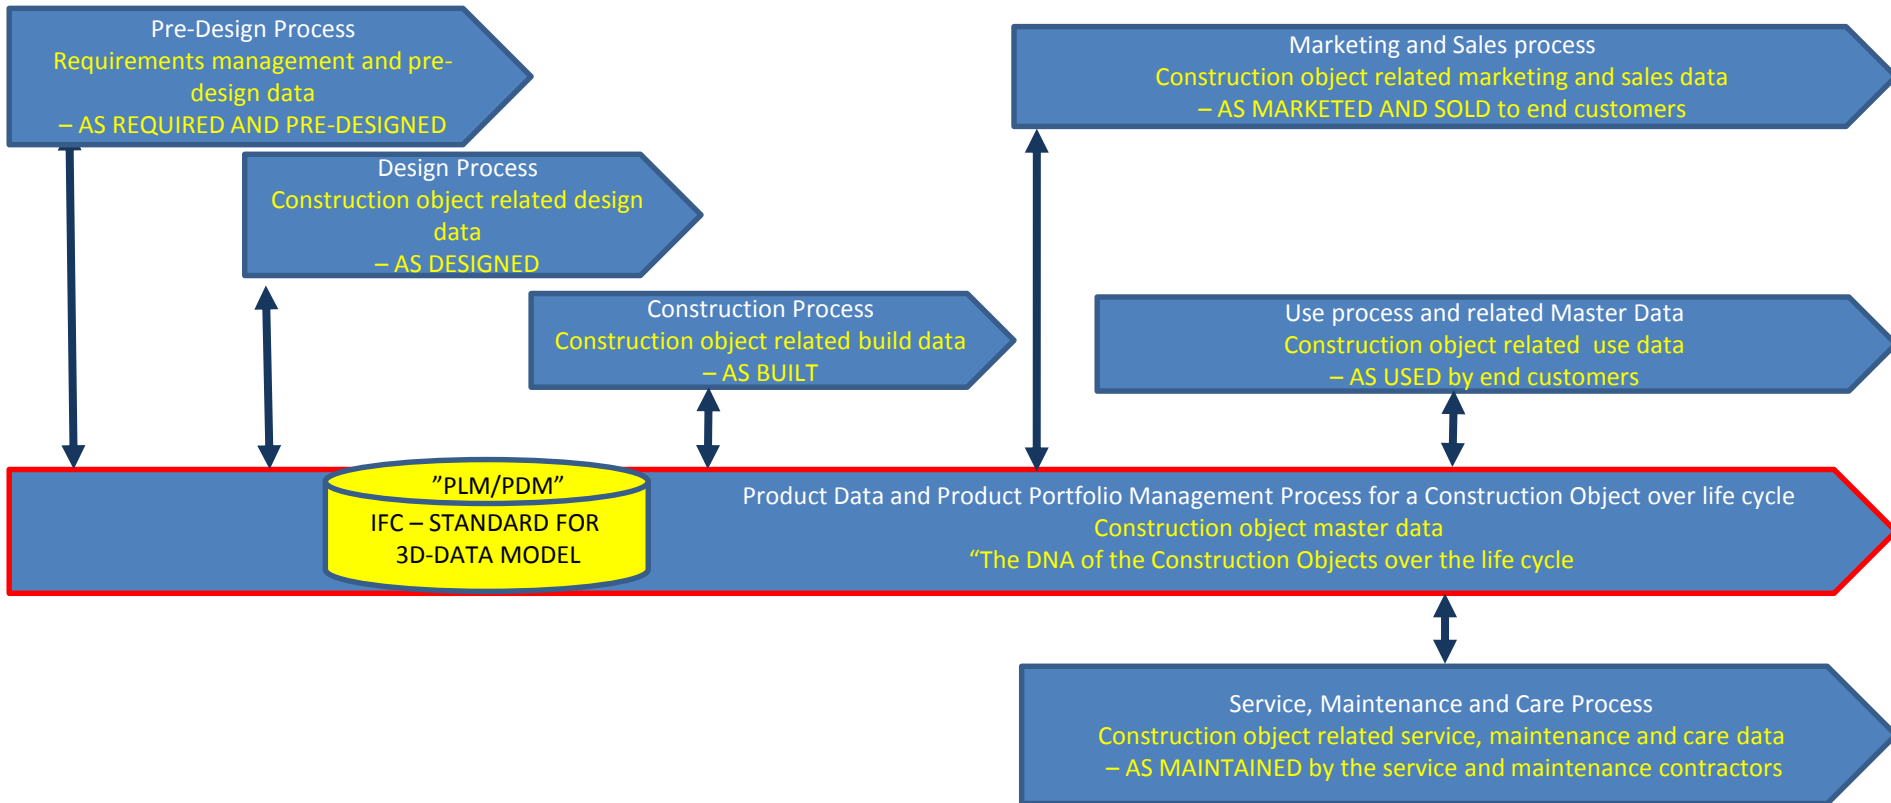 Pre-Design Process
Requirements management and pre-
design data
– AS REQUIRED AND PRE-DESIGNED
Marketing and Sales process
Construction object related marketing and sales data
– AS MARKETED AND SOLD to end customers
Design Process
Construction object related design
data
– AS DESIGNED
Construction Process
Construction object related build data
– AS BUILT
Use process and related Master Data
Construction object related  use data
– AS USED by end customers
”PLM/PDM”
IFC – STANDARD FOR
3D-DATA MODEL
Product Data and Product Portfolio Management Process for a Construction Object over life cycle
Construction object master data
“The DNA of the Construction Objects over the life cycle
Service, Maintenance and Care Process
Construction object related service, maintenance and care data
– AS MAINTAINED by the service and maintenance contractors